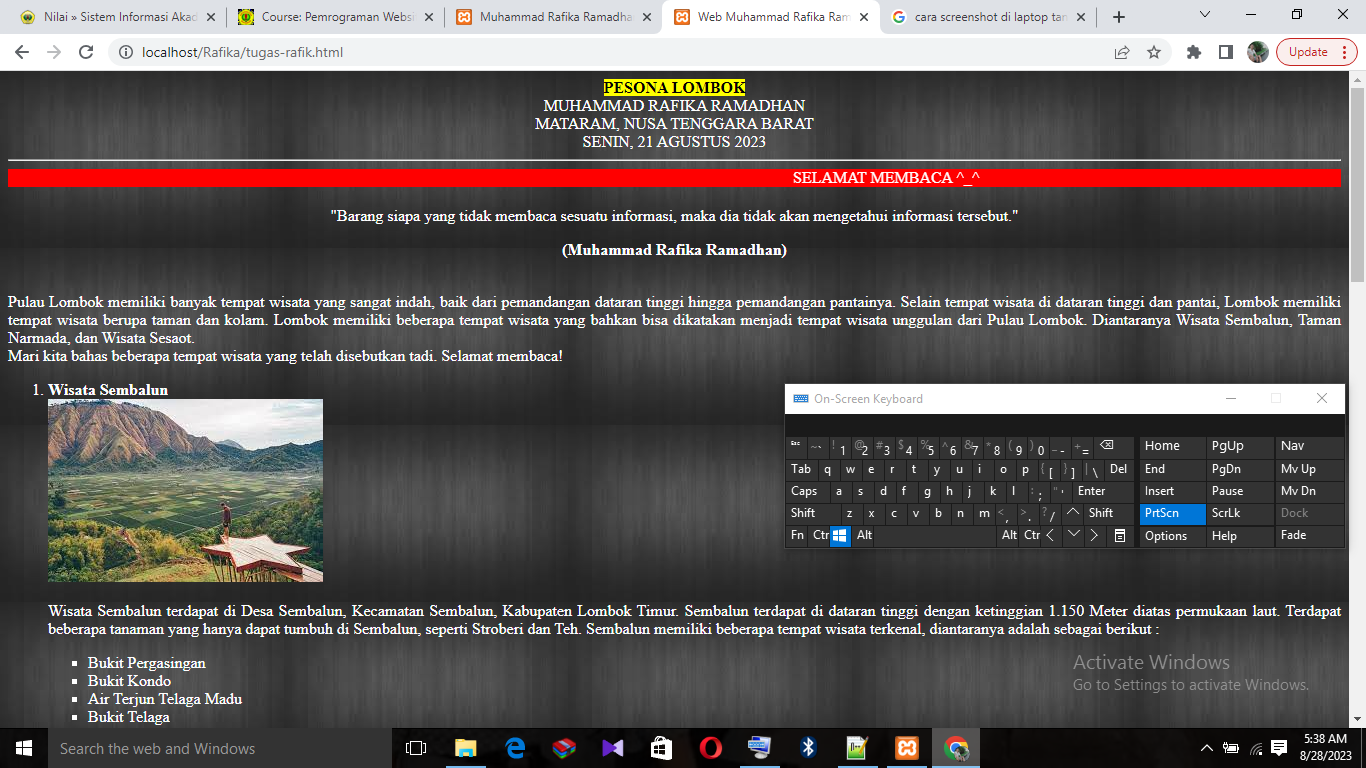 Nilai » Sistem Informasi Akad
Course: Pemrograman Websi
Muhammad Rafika Ramadha
Web Muhammad Rafika Ram
cara screenshot di laptop tan
localhost/Rafika/tugas-rafik.html
Update
PESONA LOMBOK
MUHAMMAD RAFIKA RAMADHAN
MATARAM, NUSA TENGGARA BARAT
SENIN, 21 AGUSTUS 2023
SELAMAT MEMBACA ^_^
"Barang siapa yang tidak membaca sesuatu informasi, maka dia tidak akan mengetahui informasi tersebut."
(Muhammad Rafika Ramadhan)
Pulau Lombok memiliki banyak tempat wisata yang sangat indah, baik dari pemandangan dataran tinggi hingga pemandangan pantainya. Selain tempat wisata di dataran tinggi dan pantai, Lombok memiliki
tempat wisata berupa taman dan kolam. Lombok memiliki beberapa tempat wisata yang bahkan bisa dikatakan menjadi tempat wisata unggulan dari Pulau Lombok. Diantaranya Wisata Sembalun, Taman
Narmada, dan Wisata Sesaot.
Mari kita bahas beberapa tempat wisata yang telah disebutkan tadi. Selamat membaca!
1. Wisata Sembalun
On-Screen Keyboard
Esc ~` !1 @2 #3 $4 %5 ^6 &7 *8 (9 )0 _- += Home PgUp Nav
Tab q w e r t y u i o p {[ }] |\ Del End PgDn Mv Up
Caps a s d f g h j k l :; "' Enter Insert Pause Mv Dn
Shift z x c v b n m <, >. ?/ Shift PrtScn ScrLk Dock
Fn Ctr Alt Alt Ctr Options Help Fade
Wisata Sembalun terdapat di Desa Sembalun, Kecamatan Sembalun, Kabupaten Lombok Timur. Sembalun terdapat di dataran tinggi dengan ketinggian 1.150 Meter diatas permukaan laut. Terdapat
beberapa tanaman yang hanya dapat tumbuh di Sembalun, seperti Stroberi dan Teh. Sembalun memiliki beberapa tempat wisata terkenal, diantaranya adalah sebagai berikut :
Bukit Pergasingan
Bukit Kondo
Air Terjun Telaga Madu
Bukit Telaga
Activate Windows
Go to Settings to activate Windows.
Search the web and Windows
5:38 AM
8/28/2023